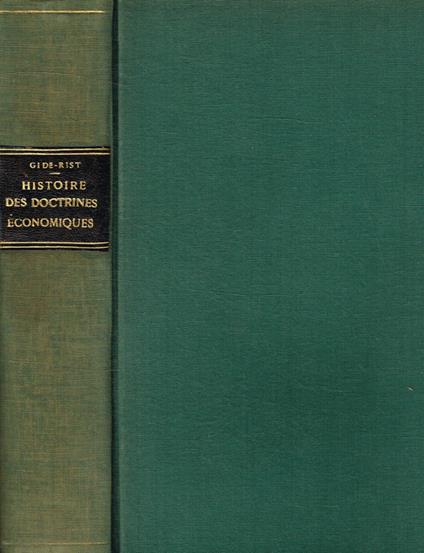 GIDE-RIST
HISTOIRE
DES DOCTRINES
ÉCONOMIQUES